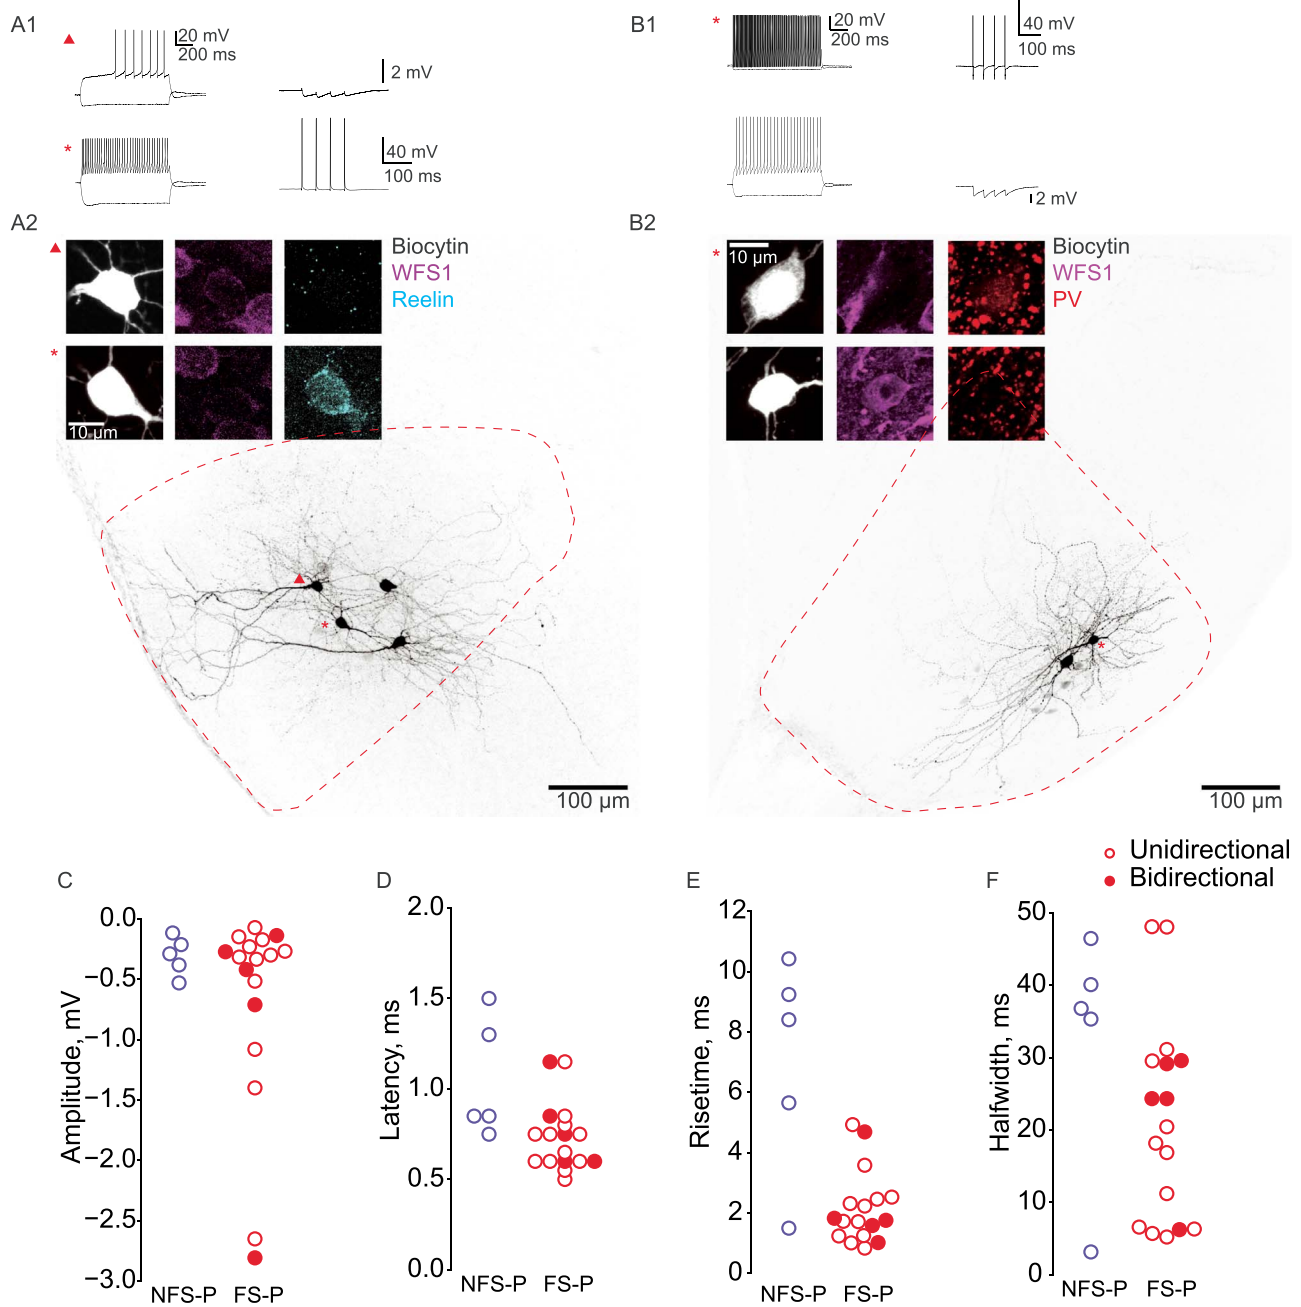 A1
20 mV
200 ms
2 mV
40 mV
100 ms
B1
20 mV
200 ms
40 mV
100 ms
2 mV
A2
Biocytin
WFS1
Reelin
10 µm
100 µm
B2
10 µm
Biocytin
WFS1
PV
100 µm
Unidirectional
Bidirectional
C
Amplitude, mV
0.0
−0.5
−1.0
−1.5
−2.0
−2.5
−3.0
NFS-P FS-P
D
Latency, ms
2.0
1.5
1.0
0.5
0.0
NFS-P FS-P
E
Risetime, ms
12
10
8
6
4
2
0
NFS-P FS-P
F
Halfwidth, ms
50
40
30
20
10
0
NFS-P FS-P